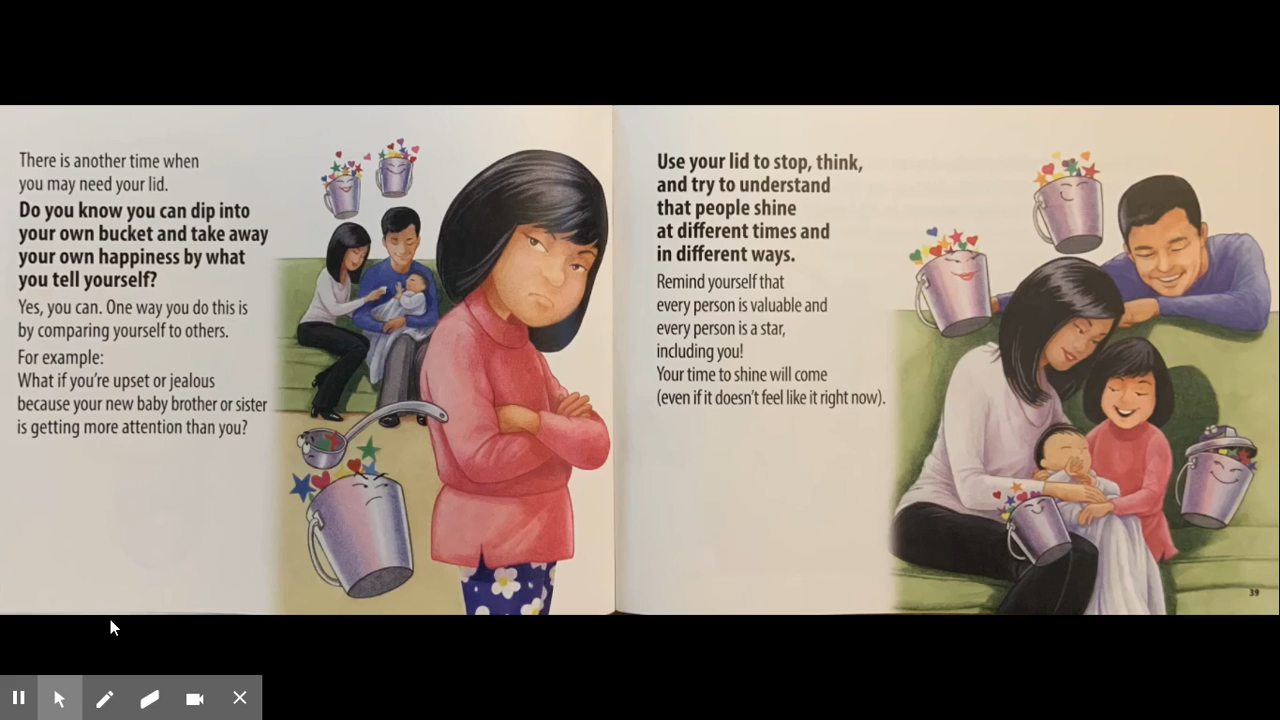 There is another time when
you may need your lid.
Do you know you can dip into
your own bucket and take away
your own happiness by what
you tell yourself?
Yes, you can. One way you do this is
by comparing yourself to others.
For example:
What if you're upset or jealous
because your new baby brother or sister
is getting more attention than you?
Use your lid to stop, think,
and try to understand
that people shine
at different times and
in different ways.
Remind yourself that
every person is valuable and
every person is a star,
including you!
Your time to shine will come
(even if it doesn't feel like it right now).
39